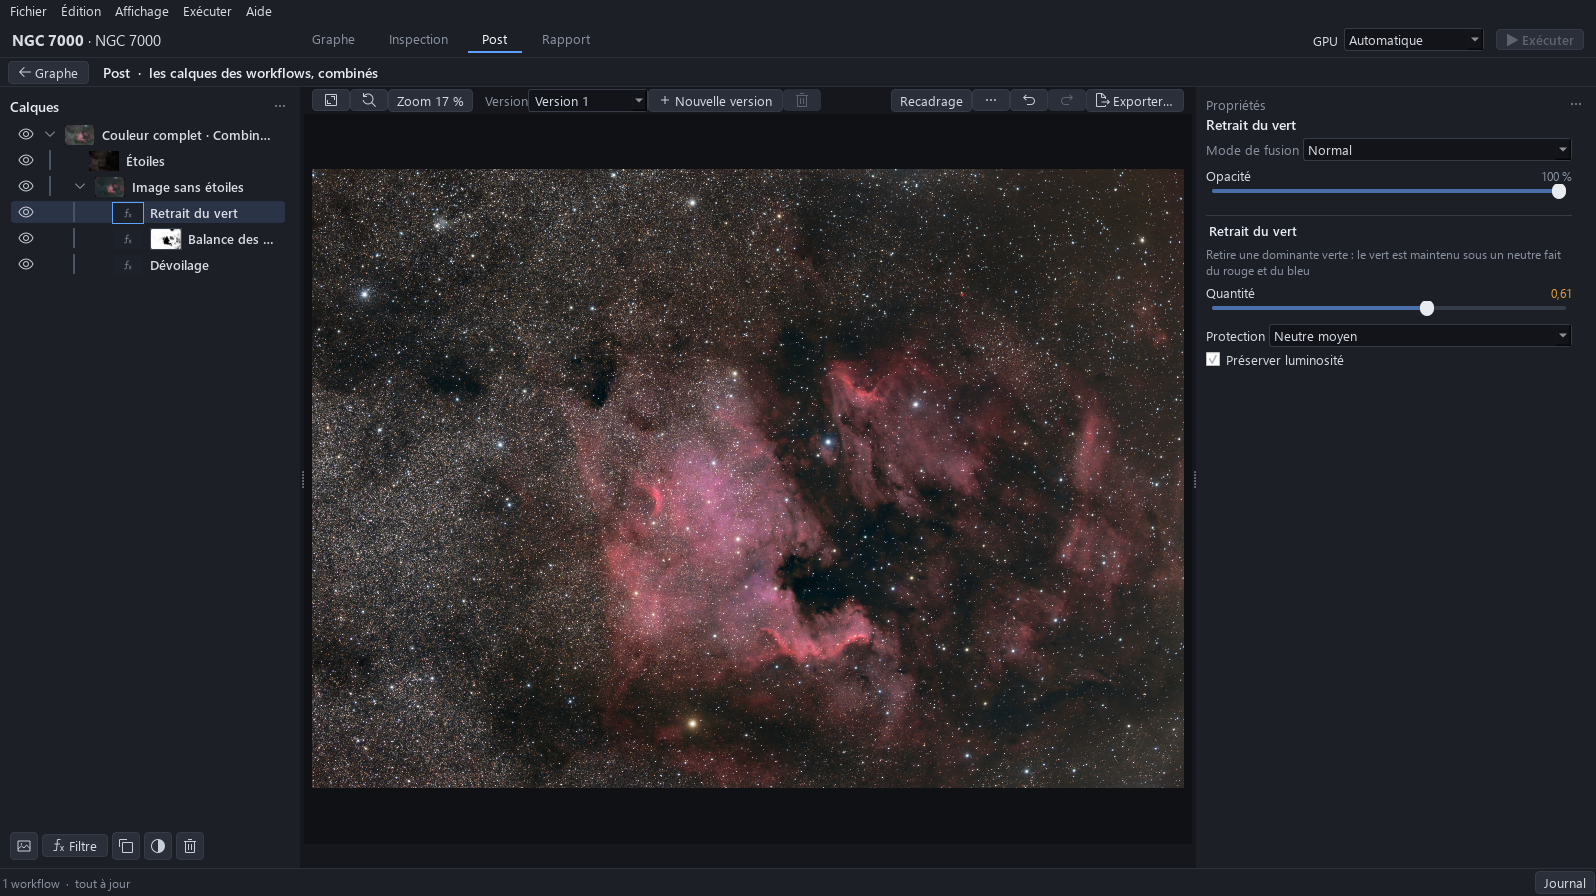 Fichier Édition Affichage Exécuter Aide
NGC 7000 · NGC 7000 Graphe Inspection Post Rapport GPU Automatique Exécuter
Graphe Post · les calques des workflows, combinés
Calques ...
Couleur complet · Combin...
Étoiles
Image sans étoiles
fx Retrait du vert
fx Balance des ...
fx Dévoilage
fx Filtre
Zoom 17 % Version Version 1 + Nouvelle version Recadrage ... Exporter...
Propriétés ...
Retrait du vert
Mode de fusion Normal
Opacité 100 %
Retrait du vert
Retire une dominante verte : le vert est maintenu sous un neutre fait
du rouge et du bleu
Quantité 0,61
Protection Neutre moyen
Préserver luminosité
1 workflow · tout à jour Journal